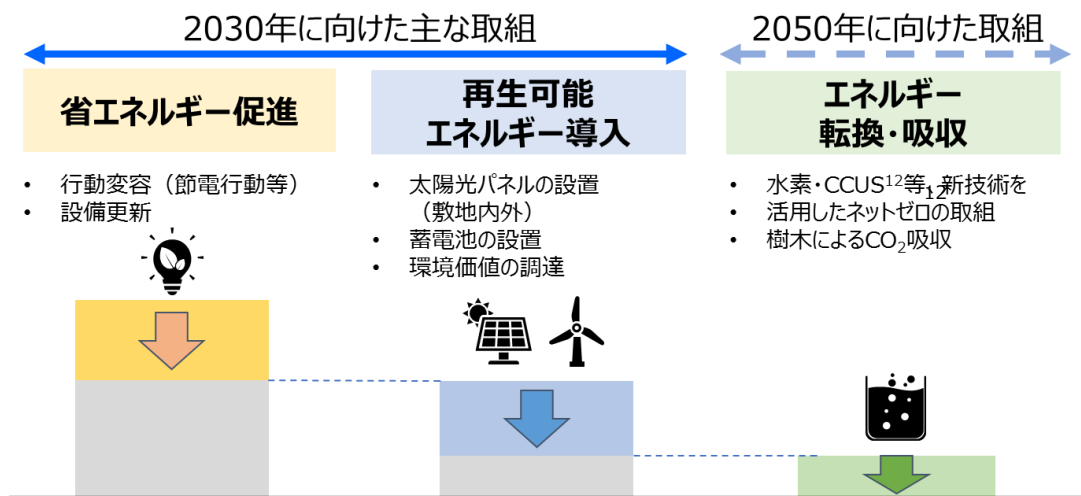 2030年に向けた主な取組
2050年に向けた取組
省エネルギー促進
再生可能
エネルギー導入
エネルギー
転換・吸収
• 行動変容（節電行動等）
• 設備更新
• 太陽光パネルの設置
（敷地内外）
• 蓄電池の設置
• 環境価値の調達
• 水素・CCUS12等、新技術を
12
• 活用したネットゼロの取組
• 樹木によるCO2吸収